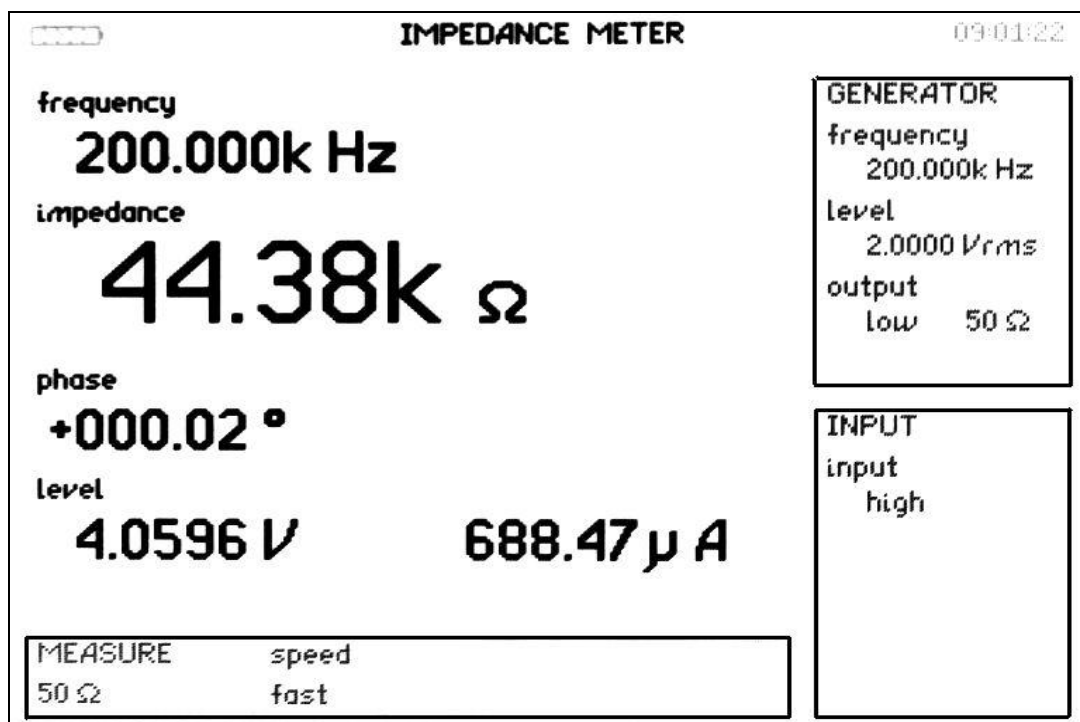 IMPEDANCE METER
09:01:22
frequency
200.000k Hz
impedance
44.38k Ω
phase
+000.02 °
level
4.0596 V 688.47 µ A
MEASURE speed
50 Ω fast
GENERATOR
frequency
200.000k Hz
level
2.0000 Vrms
output
low 50 Ω
INPUT
input
high